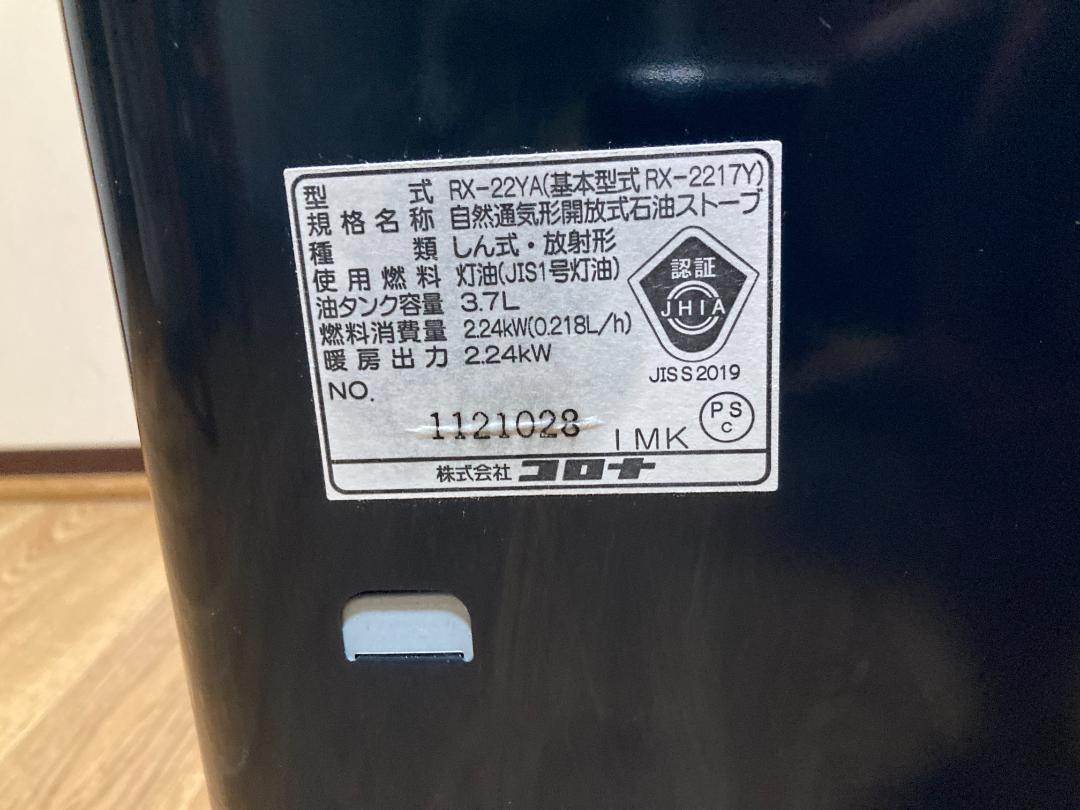 型式 RX-22YA(基本型式 RX-2217Y)
規格名称 自然通気形開放式石油ストーブ
種類 しん式・放射形
使用燃料 灯油(JIS1号灯油)
油タンク容量 3.7L
燃料消費量 2.24kW(0.218L/h)
暖房出力 2.24kW
認証
JHIA
JIS S 2019
NO.
1121028
IMK
PS
C
株式会社 コロナ